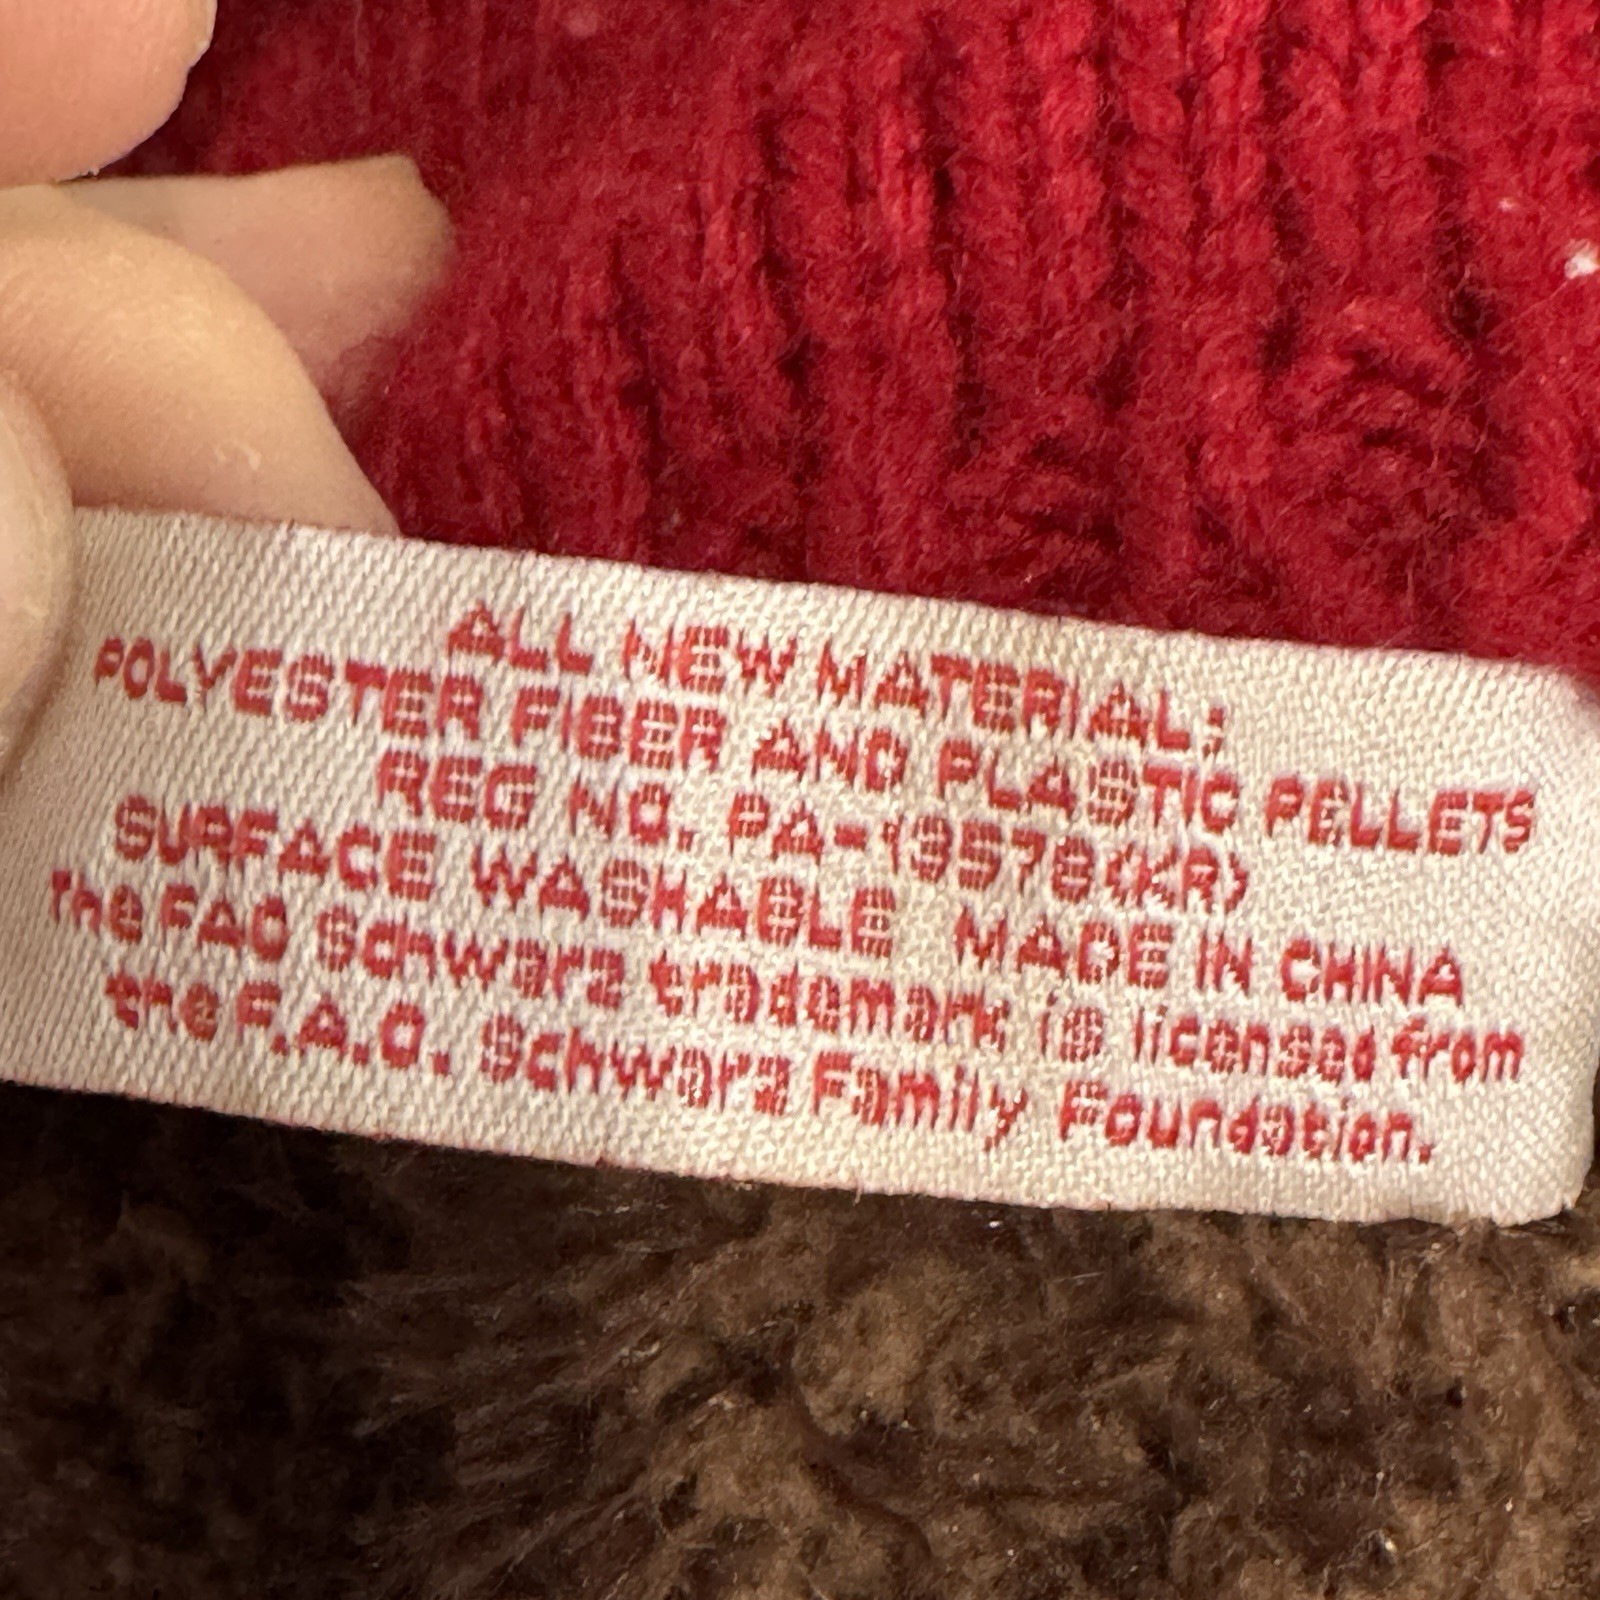 ALL NEW MATERIAL:
POLYESTER FIBER AND PLASTIC PELLETS
REG NO. PA-13578(KR)
SURFACE WASHABLE MADE IN CHINA
The FAO Schwarz trademark is licensed from
the F.A.O. Schwarz Family Foundation.